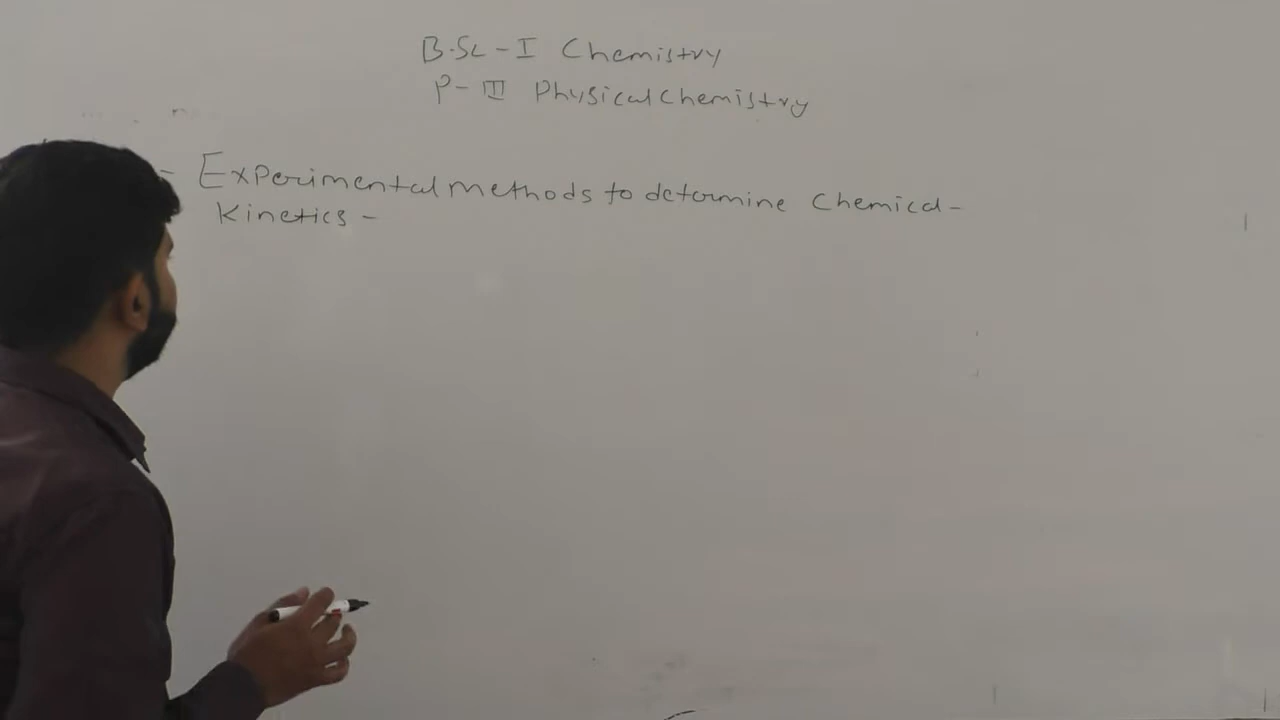 B.Sc - I Chemistry
P - III Physical Chemistry
- Experimental methods to determine Chemical -
Kinetics -